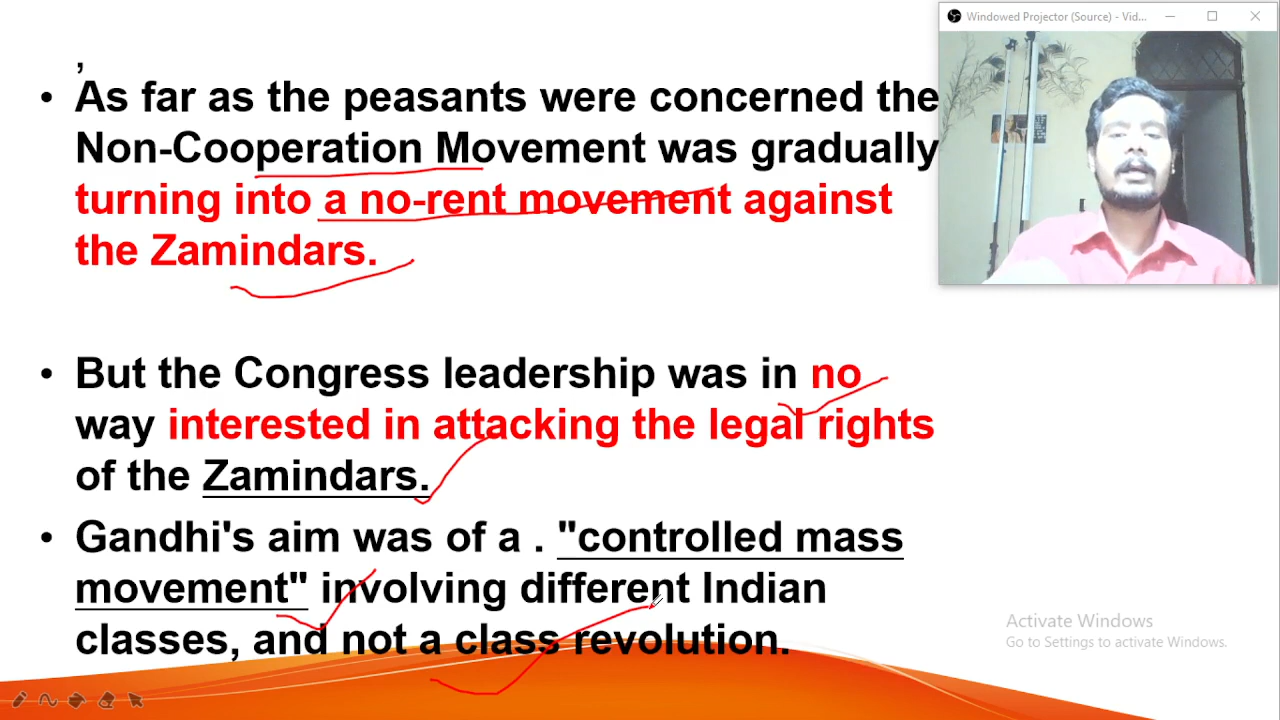 Windowed Projector (Source) - Vid...
,
• As far as the peasants were concerned the
Non-Cooperation Movement was gradually
turning into a no-rent movement against
the Zamindars.
• But the Congress leadership was in no
way interested in attacking the legal rights
of the Zamindars.
• Gandhi's aim was of a . "controlled mass
movement" involving different Indian
classes, and not a class revolution.
Activate Windows
Go to Settings to activate Windows.